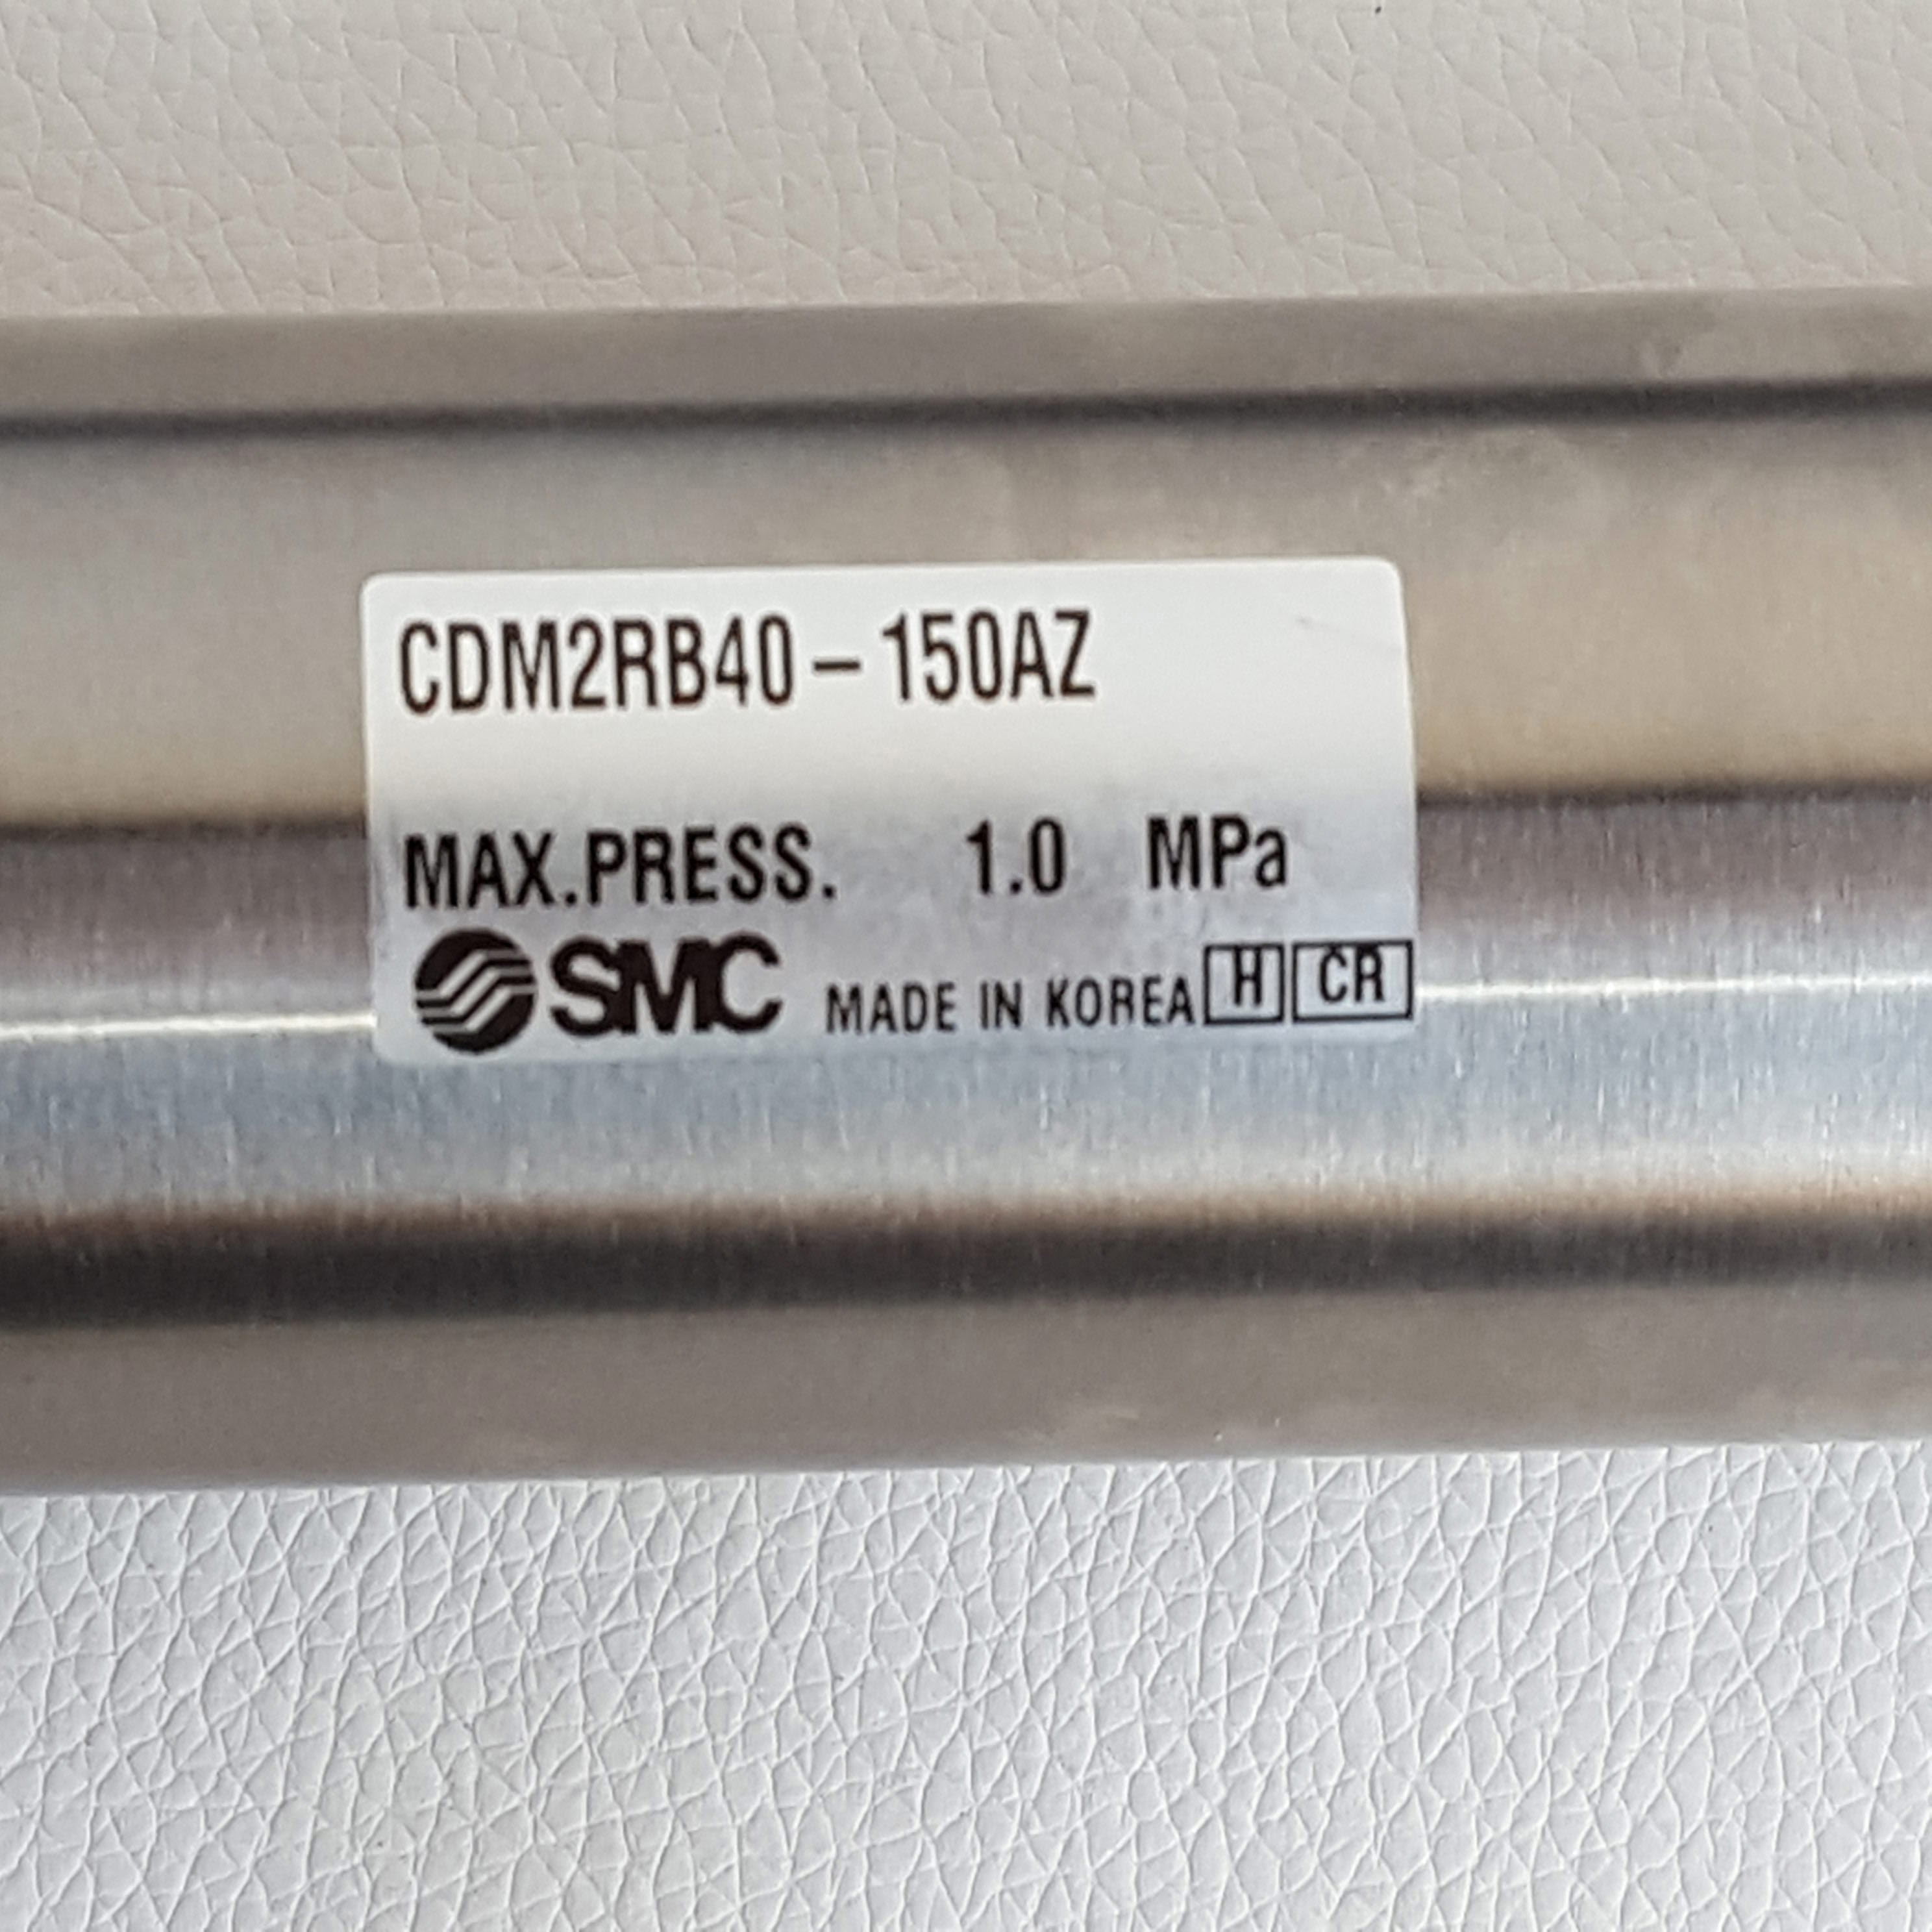 CDM2RB40-150AZ
MAX.PRESS. 1.0 MPa
SMC MADE IN KOREA H CR